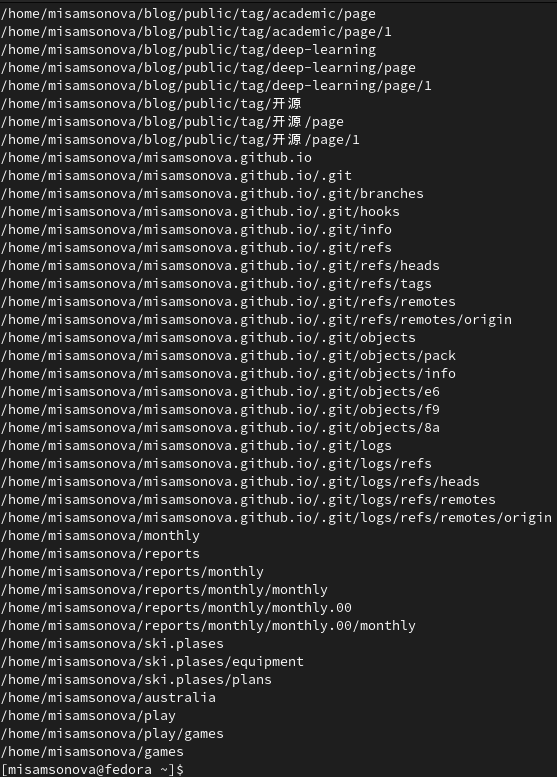 /home/misamsonova/blog/public/tag/academic/page
/home/misamsonova/blog/public/tag/academic/page/1
/home/misamsonova/blog/public/tag/deep-learning
/home/misamsonova/blog/public/tag/deep-learning/page
/home/misamsonova/blog/public/tag/deep-learning/page/1
/home/misamsonova/blog/public/tag/开源
/home/misamsonova/blog/public/tag/开源/page
/home/misamsonova/blog/public/tag/开源/page/1
/home/misamsonova/misamsonova.github.io
/home/misamsonova/misamsonova.github.io/.git
/home/misamsonova/misamsonova.github.io/.git/branches
/home/misamsonova/misamsonova.github.io/.git/hooks
/home/misamsonova/misamsonova.github.io/.git/info
/home/misamsonova/misamsonova.github.io/.git/refs
/home/misamsonova/misamsonova.github.io/.git/refs/heads
/home/misamsonova/misamsonova.github.io/.git/refs/tags
/home/misamsonova/misamsonova.github.io/.git/refs/remotes
/home/misamsonova/misamsonova.github.io/.git/refs/remotes/origin
/home/misamsonova/misamsonova.github.io/.git/objects
/home/misamsonova/misamsonova.github.io/.git/objects/pack
/home/misamsonova/misamsonova.github.io/.git/objects/info
/home/misamsonova/misamsonova.github.io/.git/objects/e6
/home/misamsonova/misamsonova.github.io/.git/objects/f9
/home/misamsonova/misamsonova.github.io/.git/objects/8a
/home/misamsonova/misamsonova.github.io/.git/logs
/home/misamsonova/misamsonova.github.io/.git/logs/refs
/home/misamsonova/misamsonova.github.io/.git/logs/refs/heads
/home/misamsonova/misamsonova.github.io/.git/logs/refs/remotes
/home/misamsonova/misamsonova.github.io/.git/logs/refs/remotes/origin
/home/misamsonova/monthly
/home/misamsonova/reports
/home/misamsonova/reports/monthly
/home/misamsonova/reports/monthly/monthly
/home/misamsonova/reports/monthly/monthly.00
/home/misamsonova/reports/monthly/monthly.00/monthly
/home/misamsonova/ski.plases
/home/misamsonova/ski.plases/equipment
/home/misamsonova/ski.plases/plans
/home/misamsonova/australia
/home/misamsonova/play
/home/misamsonova/play/games
/home/misamsonova/games
[misamsonova@fedora ~]$